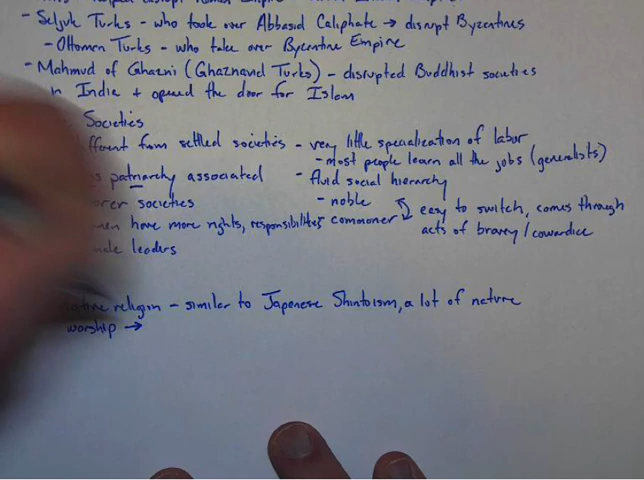 - Seljuk Turks - who took over Abbasid Caliphate → disrupt Byzantines
- Ottoman Turks - who take over Byzantine Empire
- Mahmud of Ghazni (Ghaznavid Turks) - disrupted Buddhist societies
in India + opened the door for Islam
Societies
different from settled societies - very little specialization of labor
- most people learn all the jobs (generalists)
patriarchy associated - fluid social hierarchy
societies - noble
have more rights, responsibilities commoner easy to switch, comes through
leaders acts of bravery/cowardice
religion - similar to Japanese Shintoism, a lot of nature
worship →